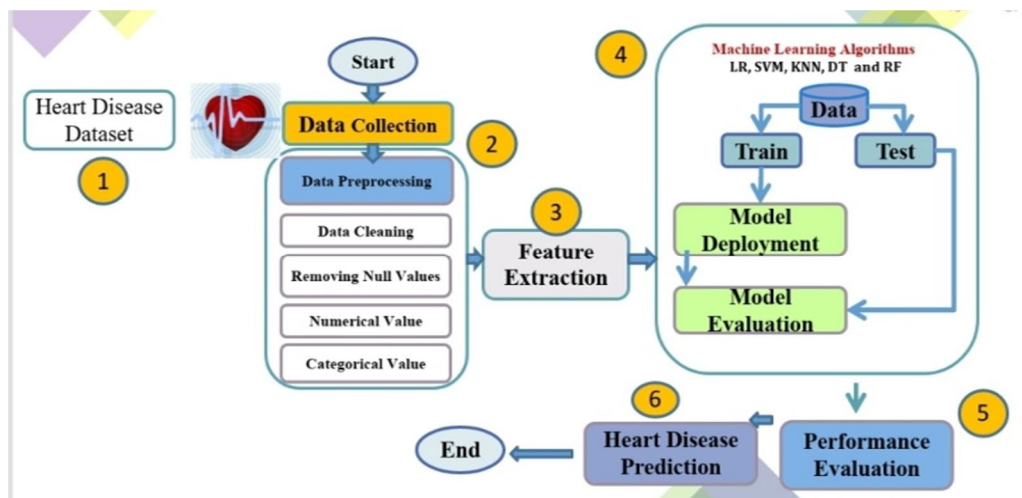 Start
Heart Disease
Dataset
1
Data Collection
2
Data Preprocessing
Data Cleaning
Removing Null Values
Numerical Value
Categorical Value
3
Feature
Extraction
4
Machine Learning Algorithms
LR, SVM, KNN, DT and RF
Data
Train
Test
Model
Deployment
Model
Evaluation
5
Performance
Evaluation
6
Heart Disease
Prediction
End